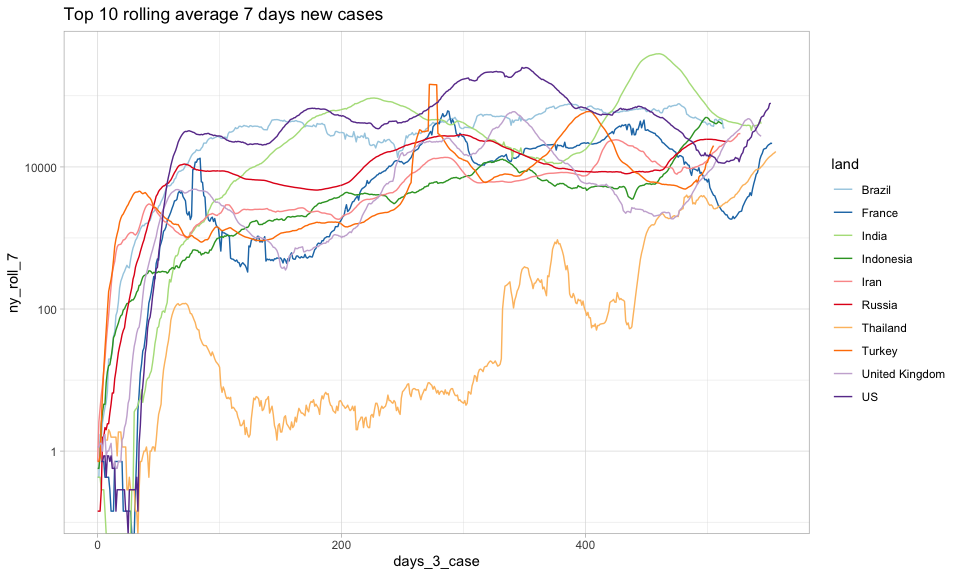 Top 10 rolling average 7 days new cases
ny_roll_7
10000
100
1
0
200
400
days_3_case
land
Brazil
France
India
Indonesia
Iran
Russia
Thailand
Turkey
United Kingdom
US